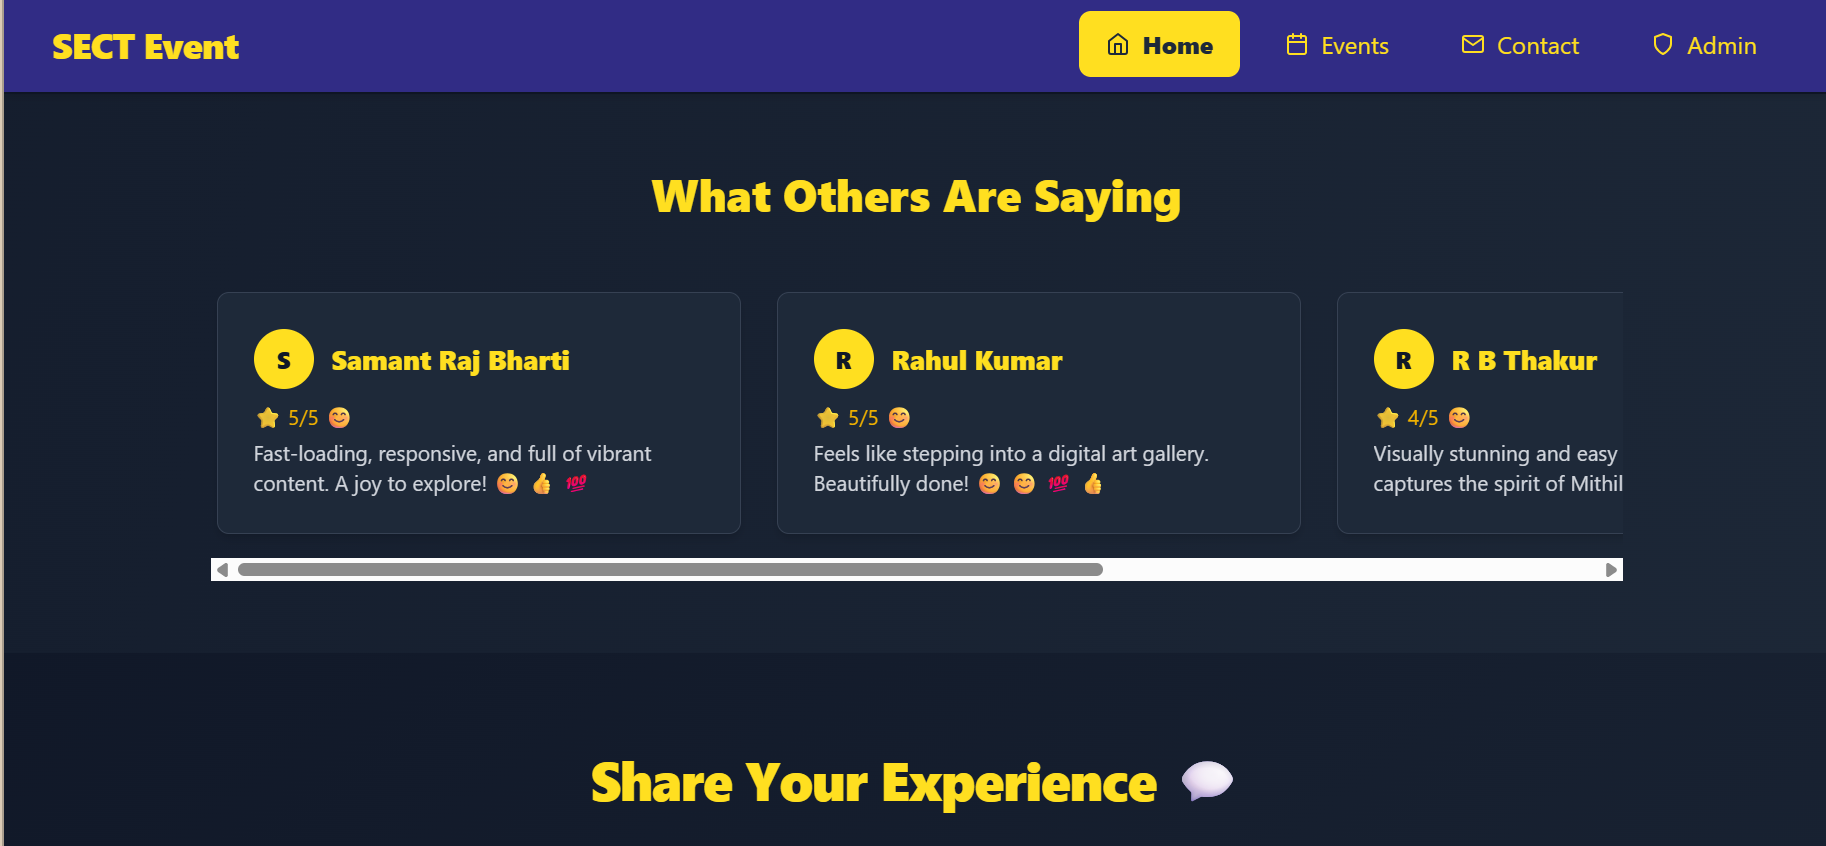 SECT Event
Home
Events
Contact
Admin
What Others Are Saying
S
Samant Raj Bharti
⭐ 5/5 😊
Fast-loading, responsive, and full of vibrant
content. A joy to explore! 😊 👍 💯
R
Rahul Kumar
⭐ 5/5 😊
Feels like stepping into a digital art gallery.
Beautifully done! 😊 😊 💯 👍
R
R B Thakur
⭐ 4/5 😊
Visually stunning and easy
captures the spirit of Mithil
Share Your Experience 💬